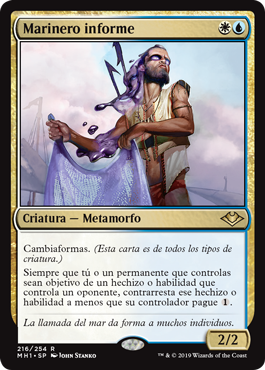 Marinero informe
Criatura — Metamorfo
Cambiaformas. (Esta carta es de todos los tipos de
criatura.)
Siempre que tú o un permanente que controlas
sean objetivo de un hechizo o habilidad que
controla un oponente, contrarresta ese hechizo o
habilidad a menos que su controlador pague 1.
La llamada del mar da forma a muchos individuos.
2/2
216/254 R
MH1 • SP JOHN STANKO
™ & © 2019 Wizards of the Coast